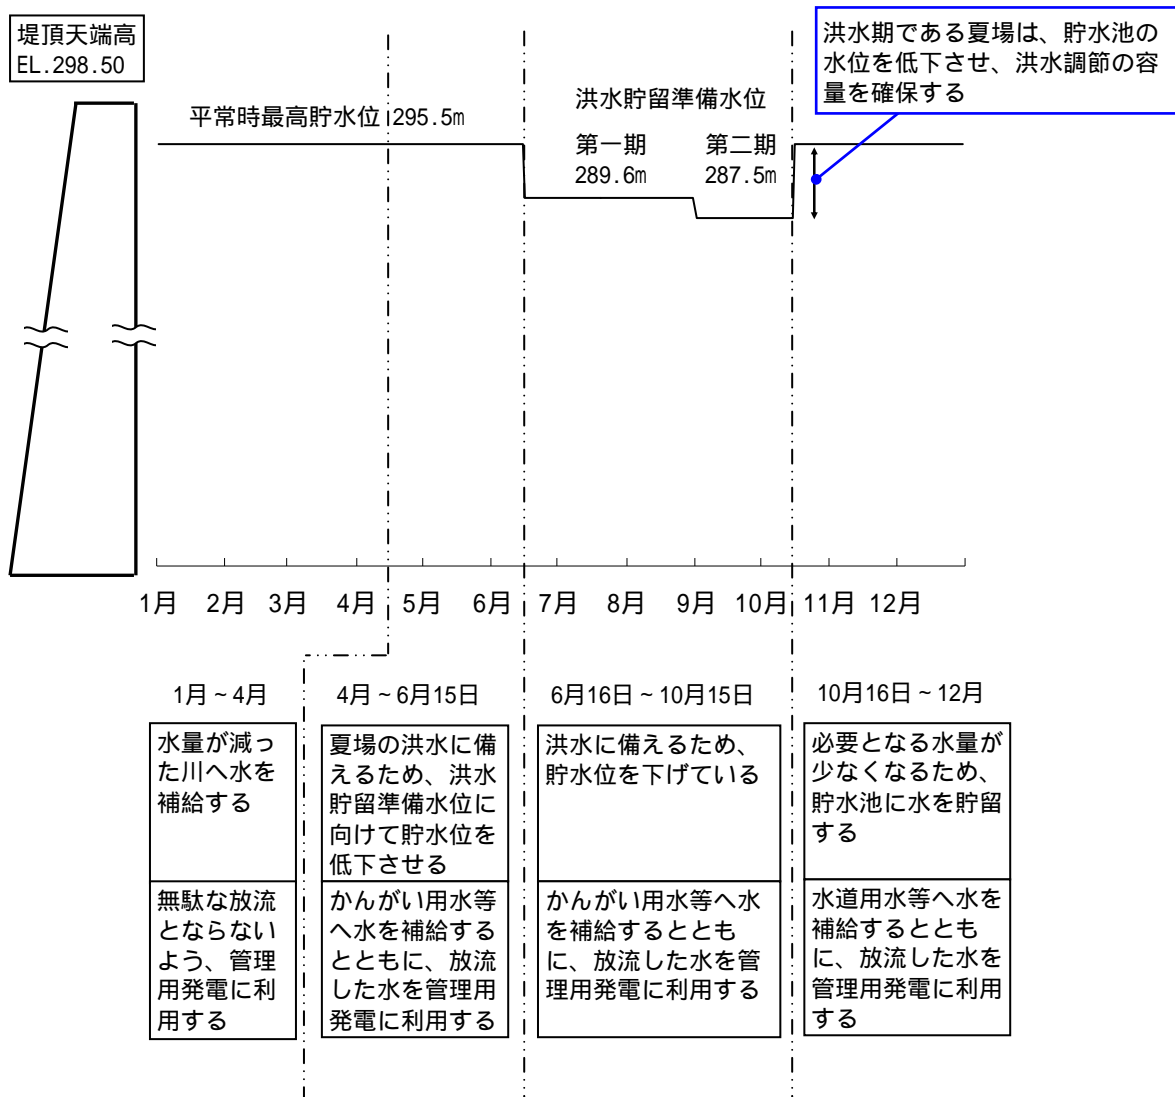 堤頂天端高
EL.298.50
洪水期である夏場は、貯水池の
水位を低下させ、洪水調節の容
量を確保する
平常時最高貯水位 295.5m
洪水貯留準備水位
第一期 第二期
289.6m 287.5m
1月 2月 3月 4月 5月 6月 7月 8月 9月 10月 11月 12月
1月~4月
水量が減っ
た川へ水を
補給する
無駄な放流
とならない
よう、管理
用発電に利
用する
4月~6月15日
夏場の洪水に備
えるため、洪水
貯留準備水位に
向けて貯水位を
低下させる
かんがい用水等
へ水を補給する
とともに、放流
した水を管理用
発電に利用する
6月16日~10月15日
洪水に備えるため、
貯水位を下げている
かんがい用水等へ水
を補給するととも
に、放流した水を管
理用発電に利用する
10月16日~12月
必要となる水量が
少なくなるため、
貯水池に水を貯留
する
水道用水等へ水を
補給するととも
に、放流した水を
管理用発電に利用
する